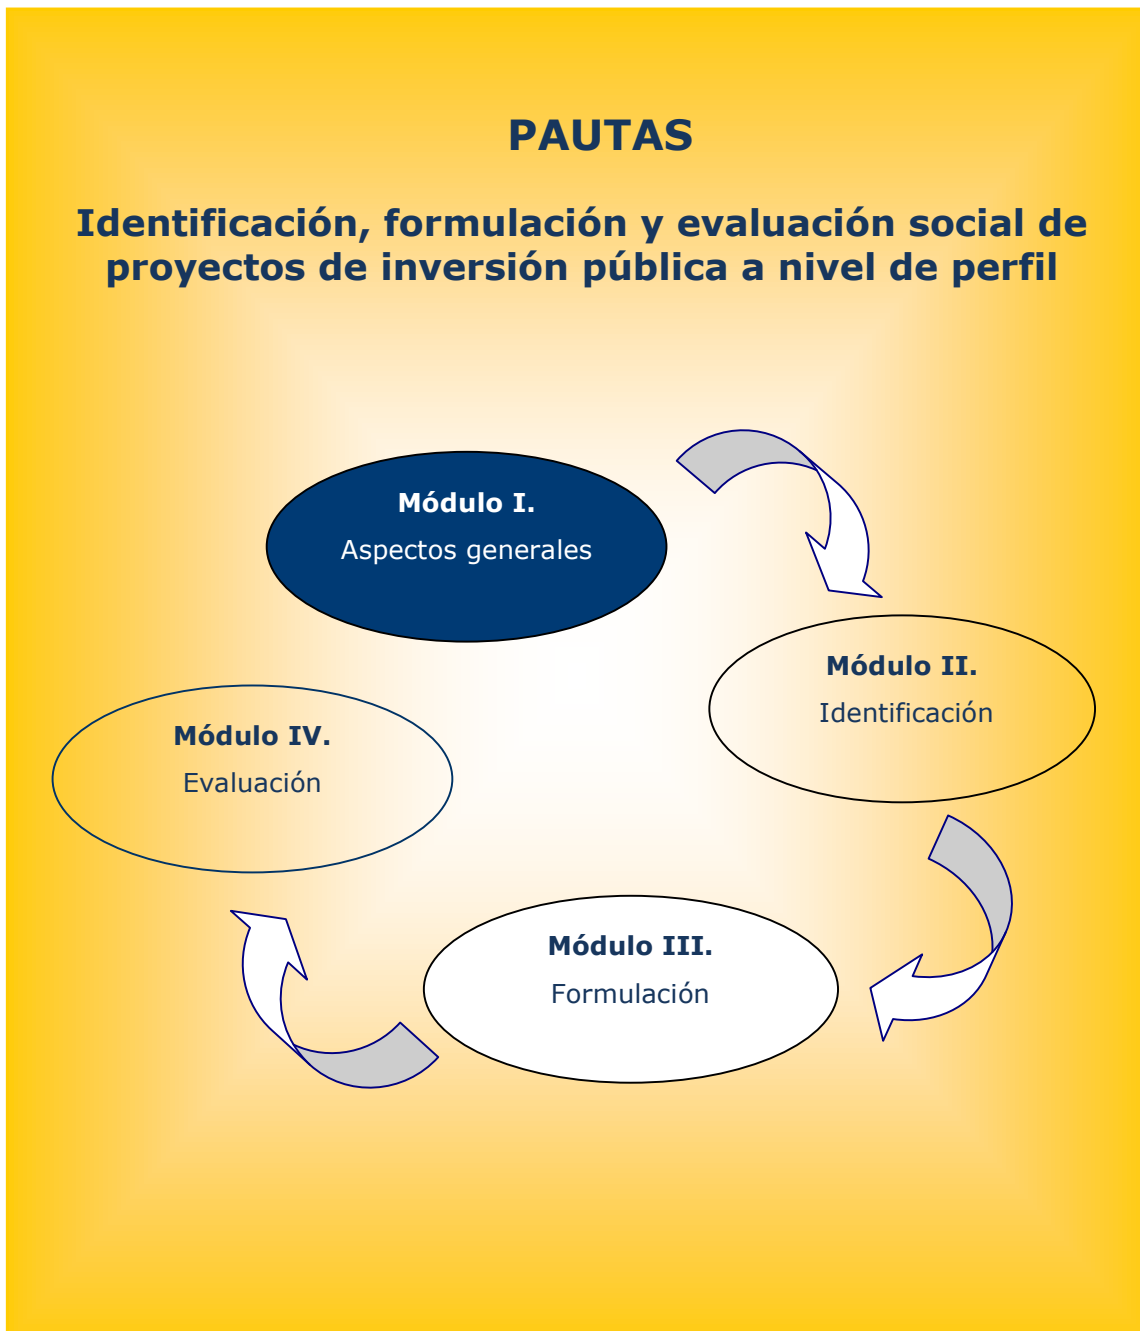 PAUTAS
Identificación, formulación y evaluación social de
proyectos de inversión pública a nivel de perfil
Módulo I.
Aspectos generales
Módulo II.
Identificación
Módulo III.
Formulación
Módulo IV.
Evaluación